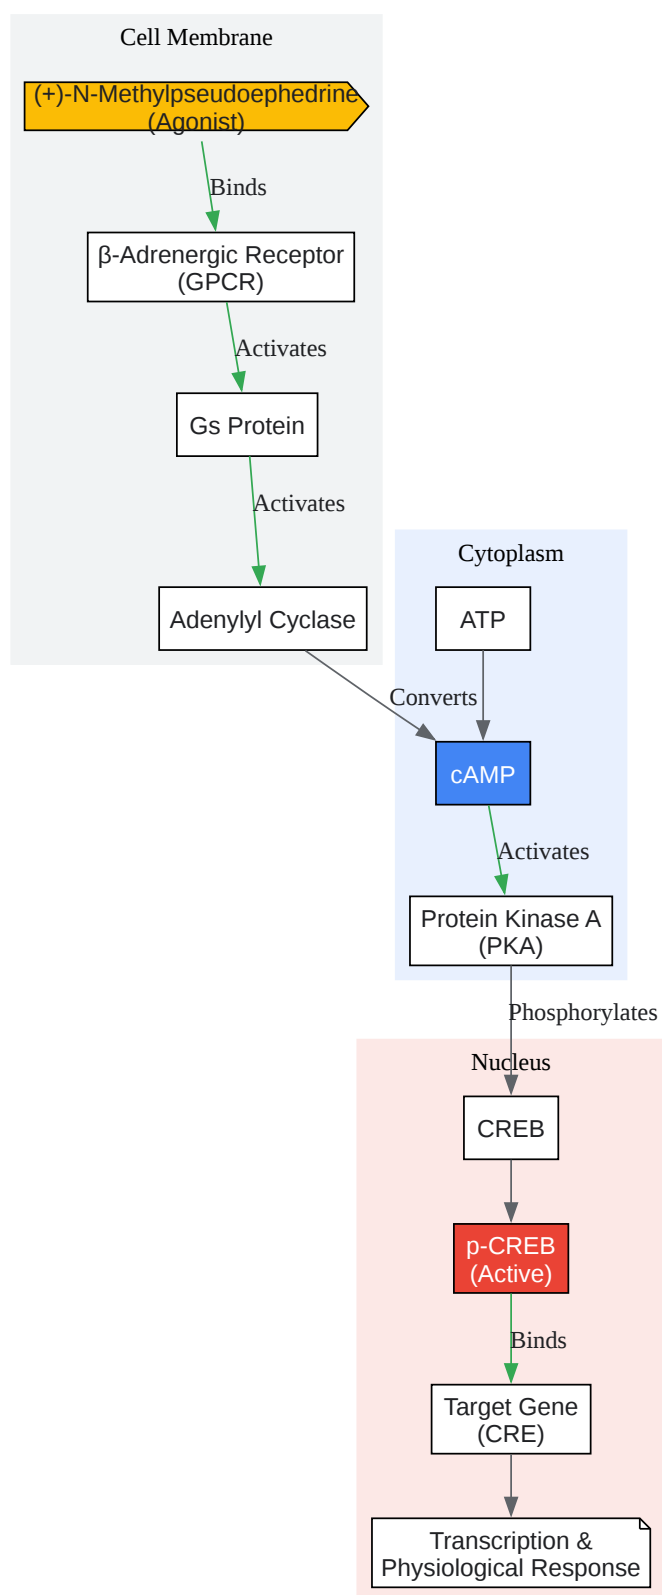 Cell Membrane
(+)-N-Methylpseudoephedrine
(Agonist)
Binds
β-Adrenergic Receptor
(GPCR)
Activates
Gs Protein
Activates
Adenylyl Cyclase
Cytoplasm
ATP
Converts
cAMP
Activates
Protein Kinase A
(PKA)
Phosphorylates
Nucleus
CREB
p-CREB
(Active)
Binds
Target Gene
(CRE)
Transcription &
Physiological Response